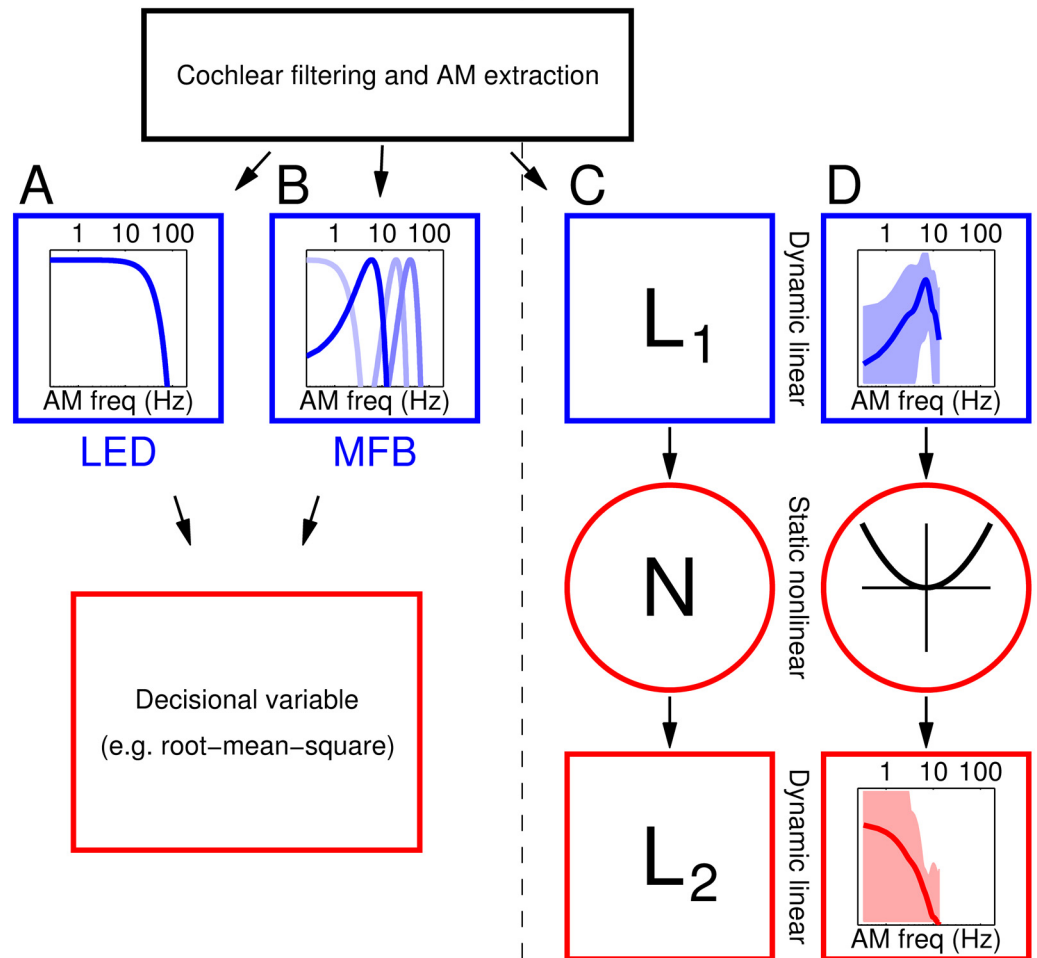 Cochlear filtering and AM extraction
A
B
C
D
1 10 100
AM freq (Hz)
LED
1 10 100
AM freq (Hz)
MFB
L1
Dynamic linear
1 10 100
AM freq (Hz)
N
Static nonlinear
Decisional variable
(e.g. root−mean−square)
L2
Dynamic linear
1 10 100
AM freq (Hz)